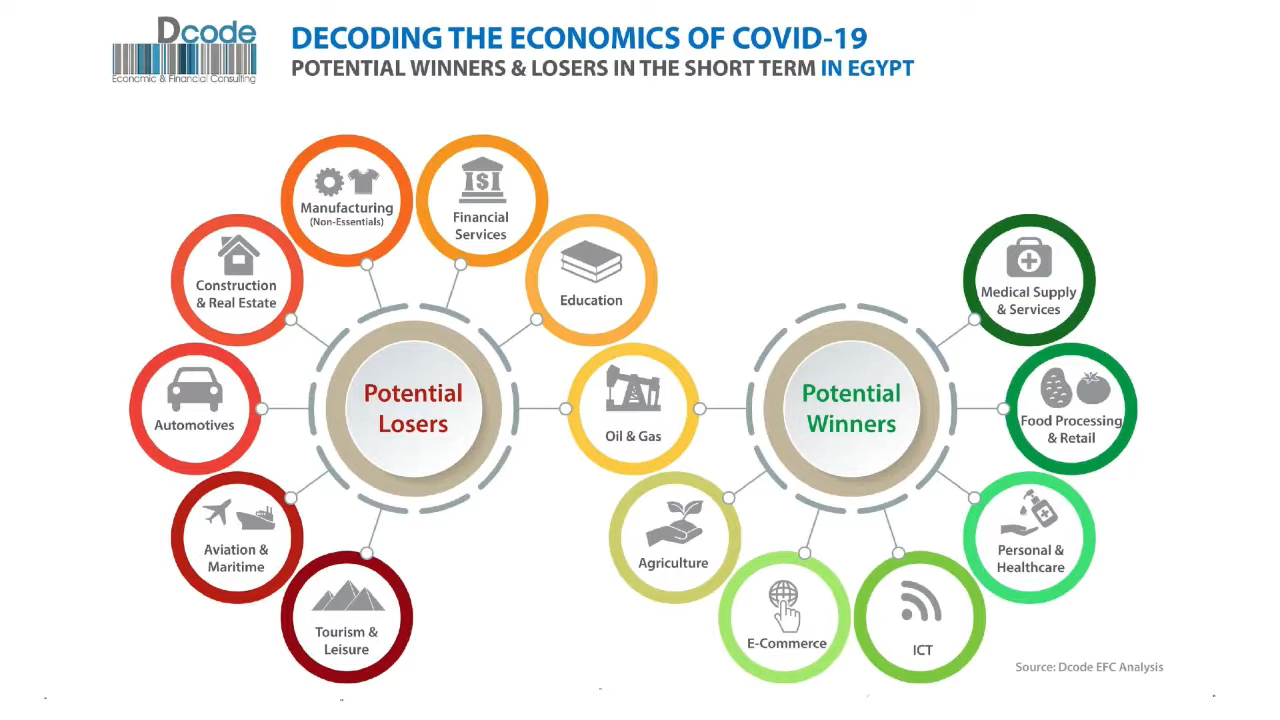 Dcode
Economic & Financial Consulting
DECODING THE ECONOMICS OF COVID-19
POTENTIAL WINNERS & LOSERS IN THE SHORT TERM IN EGYPT
Manufacturing
(Non-Essentials)
Financial
Services
Construction
& Real Estate
Education
Automotives
Potential
Losers
Oil & Gas
Aviation &
Maritime
Tourism &
Leisure
Potential
Winners
Medical Supply
& Services
Food Processing
& Retail
Personal &
Healthcare
Agriculture
E-Commerce
ICT
Source: Dcode EFC Analysis